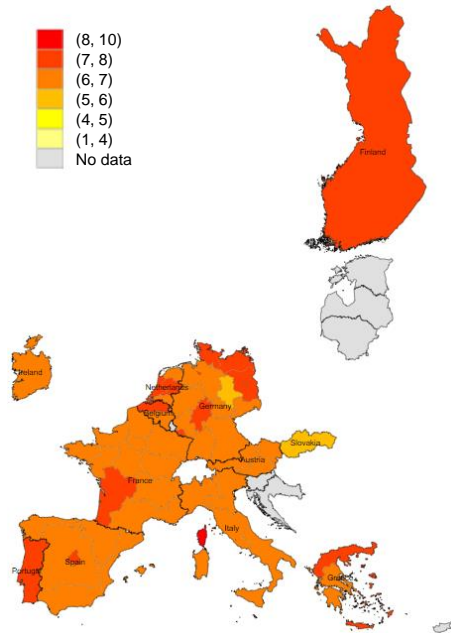 (8, 10)
(7, 8)
(6, 7)
(5, 6)
(4, 5)
(1, 4)
No data
Finland
Ireland
Netherlands
Belgium
Germany
Slovakia
Austria
France
Italy
Spain
Portugal
Greece